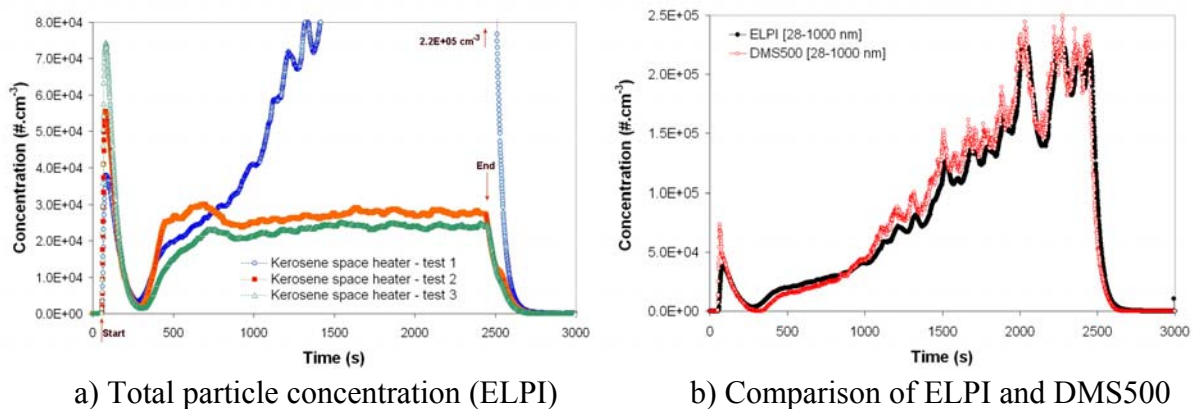 8.0E+04
7.0E+04
6.0E+04
5.0E+04
4.0E+04
3.0E+04
2.0E+04
1.0E+04
0.0E+00
Concentration (#.cm-3)
2.2E+05 cm-3
End
Kerosene space heater - test 1
Kerosene space heater - test 2
Kerosene space heater - test 3
Start
0 500 1000 1500 2000 2500 3000
Time (s)
a) Total particle concentration (ELPI)
2.5E+05
2.0E+05
1.5E+05
1.0E+05
5.0E+04
0.0E+00
Concentration (#.cm-3)
ELPI [28-1000 nm]
DMS500 [28-1000 nm]
0 500 1000 1500 2000 2500 3000
Time (s)
b) Comparison of ELPI and DMS500